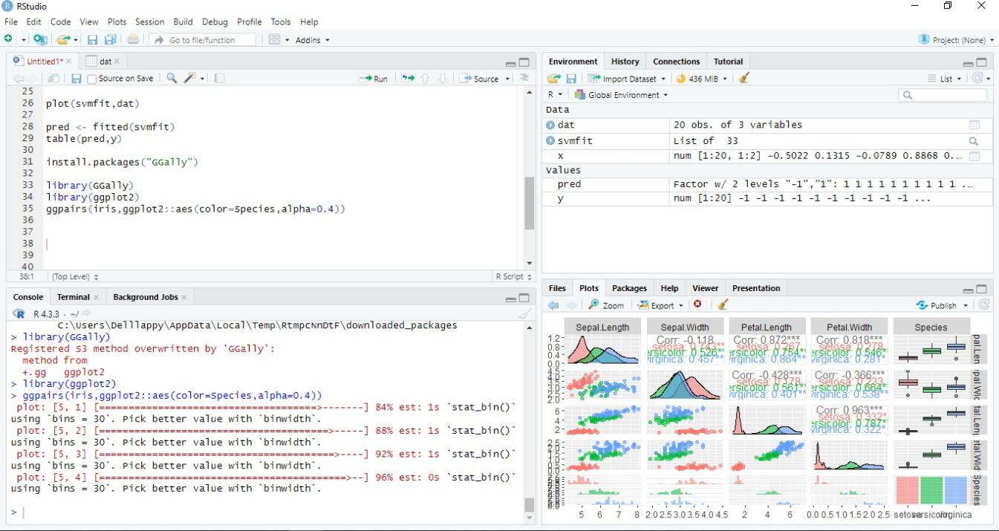 RStudio
File Edit Code View Plots Session Build Debug Profile Tools Help
Go to file/function Addins Project: (None)
Untitled1* dat
Source on Save Run Source
25
26 plot(svmfit,dat)
27
28 pred <- fitted(svmfit)
29 table(pred,y)
30
31 install.packages("GGally")
32
33 library(GGally)
34 library(ggplot2)
35 ggpairs(iris,ggplot2::aes(color=Species,alpha=0.4))
36
37
38
39
40
38:1 (Top Level) R Script
Console Terminal Background Jobs
R 4.3.3 · ~/
C:\Users\Delllappy\AppData\Local\Temp\RtmpcNnDtF\downloaded_packages
> library(GGally)
Registered S3 method overwritten by 'GGally':
method from
+.gg ggplot2
> library(ggplot2)
> ggpairs(iris,ggplot2::aes(color=Species,alpha=0.4))
plot: [5, 1] [==========================================>-------] 84% est: 1s `stat_bin()`
using `bins = 30`. Pick better value with `binwidth`.
plot: [5, 2] [============================================>-----] 88% est: 1s `stat_bin()`
using `bins = 30`. Pick better value with `binwidth`.
plot: [5, 3] [=============================================>----] 92% est: 1s `stat_bin()`
using `bins = 30`. Pick better value with `binwidth`.
plot: [5, 4] [===============================================>--] 96% est: 0s `stat_bin()`
using `bins = 30`. Pick better value with `binwidth`.
>
Environment History Connections Tutorial
Import Dataset 436 MiB List
R Global Environment
Data
dat 20 obs. of 3 variables
svmfit List of 33
x num [1:20, 1:2] -0.5022 0.1315 -0.0789 0.8868 0...
Values
pred Factor w/ 2 levels "-1","1": 1 1 1 1 1 1 1 1 1 1 ...
y num [1:20] -1 -1 -1 -1 -1 -1 -1 -1 -1 -1 ...
Files Plots Packages Help Viewer Presentation
Zoom Export Publish
Sepal.Length Sepal.Width Petal.Length Petal.Width Species
1.2 Corr: -0.118 Corr: 0.872*** Corr: 0.818***
0.8 setosa: 0.743** setosa: 0.267 setosa: 0.278
0.4 ersicolor: 0.526** ersicolor: 0.754** ersicolor: 0.546*
0.0 virginica: 0.457** virginica: 0.864** virginica: 0.281*
Corr: -0.428*** Corr: -0.366***
setosa: 0.178 setosa: 0.233
ersicolor: 0.561** ersicolor: 0.664*
2.0 virginica: 0.401** virginica: 0.538**
6 Corr: 0.963***
4 setosa: 0.332*
ersicolor: 0.787**
2 virginica: 0.322*
2.5
2.0
1.5
1.0
0.5
0.0
Species
5 6 7 8 2.0 2.5 3.0 3.5 4.0 4.5 2 4 6 0.0 0.5 1.0 1.5 2.0 2.5